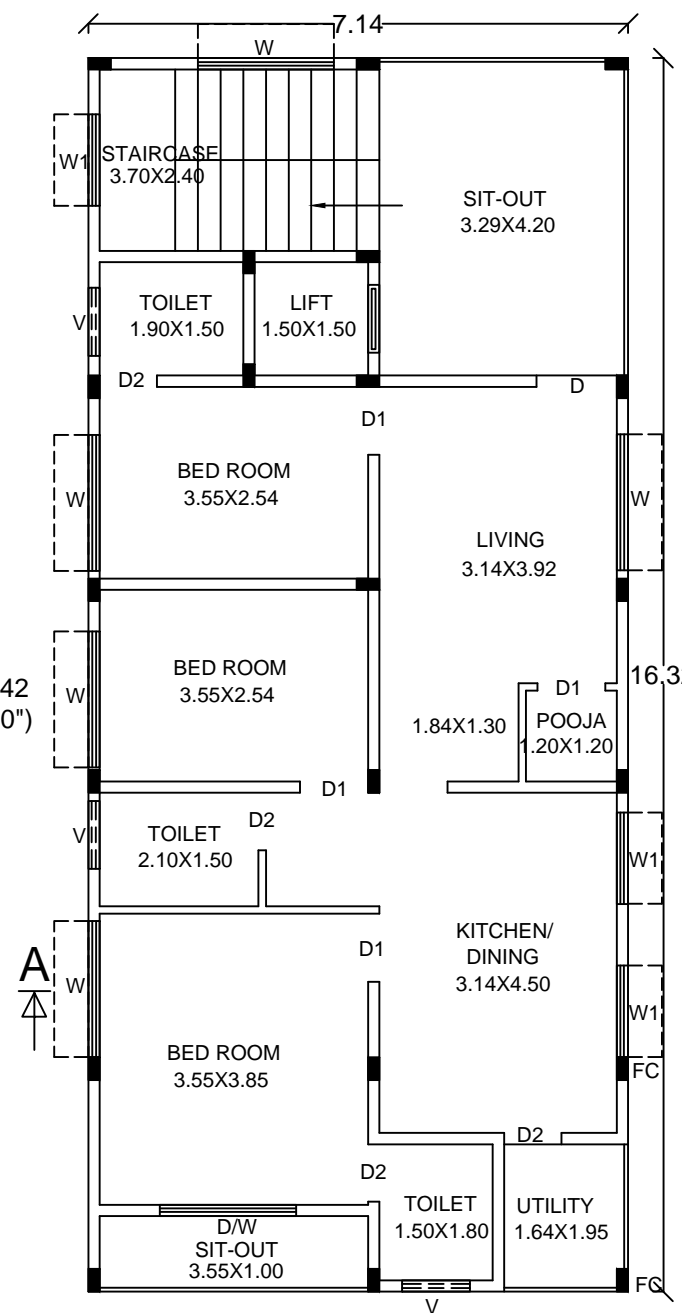 7.14
W
W1
STAIRCASE
3.70X2.40
SIT-OUT
3.29X4.20
V
TOILET
1.90X1.50
LIFT
1.50X1.50
D2
D
D1
W
BED ROOM
3.55X2.54
W
LIVING
3.14X3.92
W
BED ROOM
3.55X2.54
42
0")
16.3
D1
1.84X1.30
POOJA
1.20X1.20
D1
V
TOILET
2.10X1.50
D2
W1
KITCHEN/
DINING
3.14X4.50
D1
A
W
W1
BED ROOM
3.55X3.85
FC
D2
D2
TOILET
1.50X1.80
UTILITY
1.64X1.95
D/W
SIT-OUT
3.55X1.00
FC
V